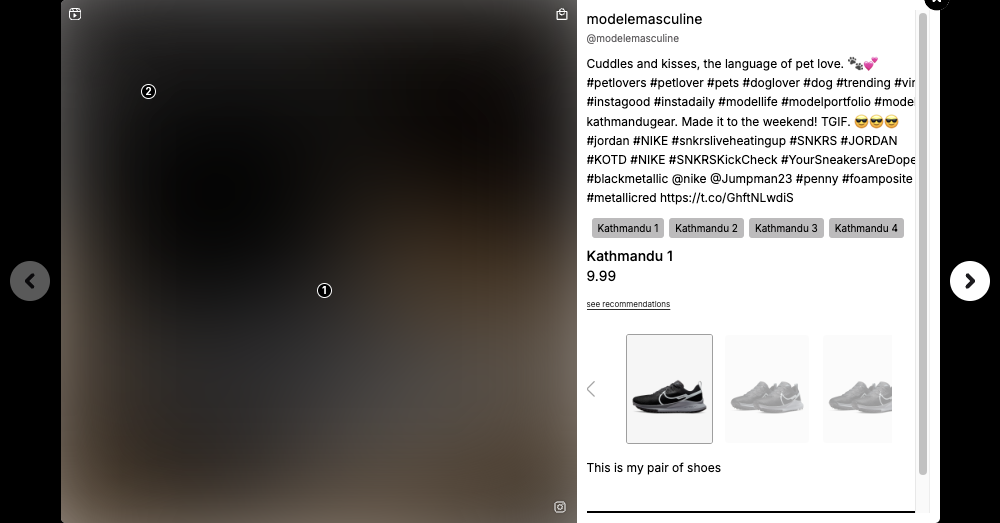 modelemasculine
@modelemasculine
Cuddles and kisses, the language of pet love. 🐾💕
#petlovers #petlover #pets #doglover #dog #trending #vir
#instagood #instadaily #modellife #modelportfolio #mode
kathmandugear. Made it to the weekend! TGIF. 😎😎😎
#jordan #NIKE #snkrsliveheatingup #SNKRS #JORDAN
#KOTD #NIKE #SNKRSKickCheck #YourSneakersAreDope
#blackmetallic @nike @Jumpman23 #penny #foamposite
#metallicred https://t.co/GhftNLwdiS
Kathmandu 1 Kathmandu 2 Kathmandu 3 Kathmandu 4
Kathmandu 1
9.99
see recommendations
This is my pair of shoes
2
1